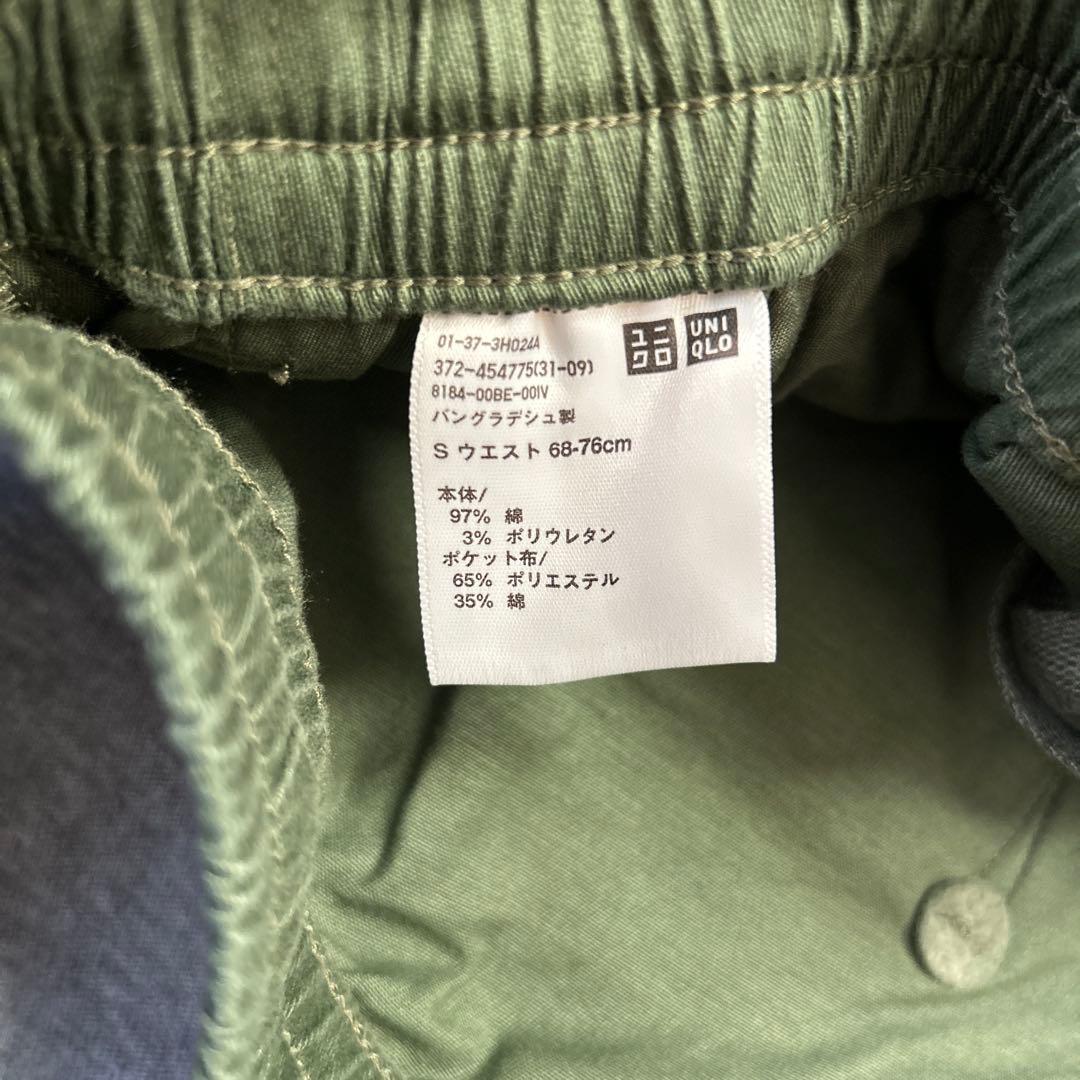 ユニクロ
UNIQLO
01-37-3H024A
372-454775(31-09)
8184-00BE-00IV
バングラデシュ製
S ウエスト 68-76cm
本体/
97% 綿
3% ポリウレタン
ポケット布/
65% ポリエステル
35% 綿